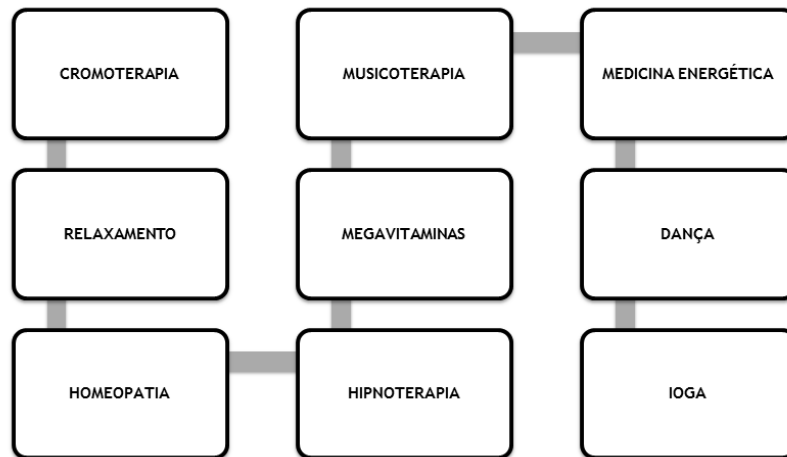 CROMOTERAPIA
RELAXAMENTO
HOMEOPATIA
HIPNOTERAPIA
MEGAVITAMINAS
MUSICOTERAPIA
MEDICINA ENERGÉTICA
DANÇA
IOGA